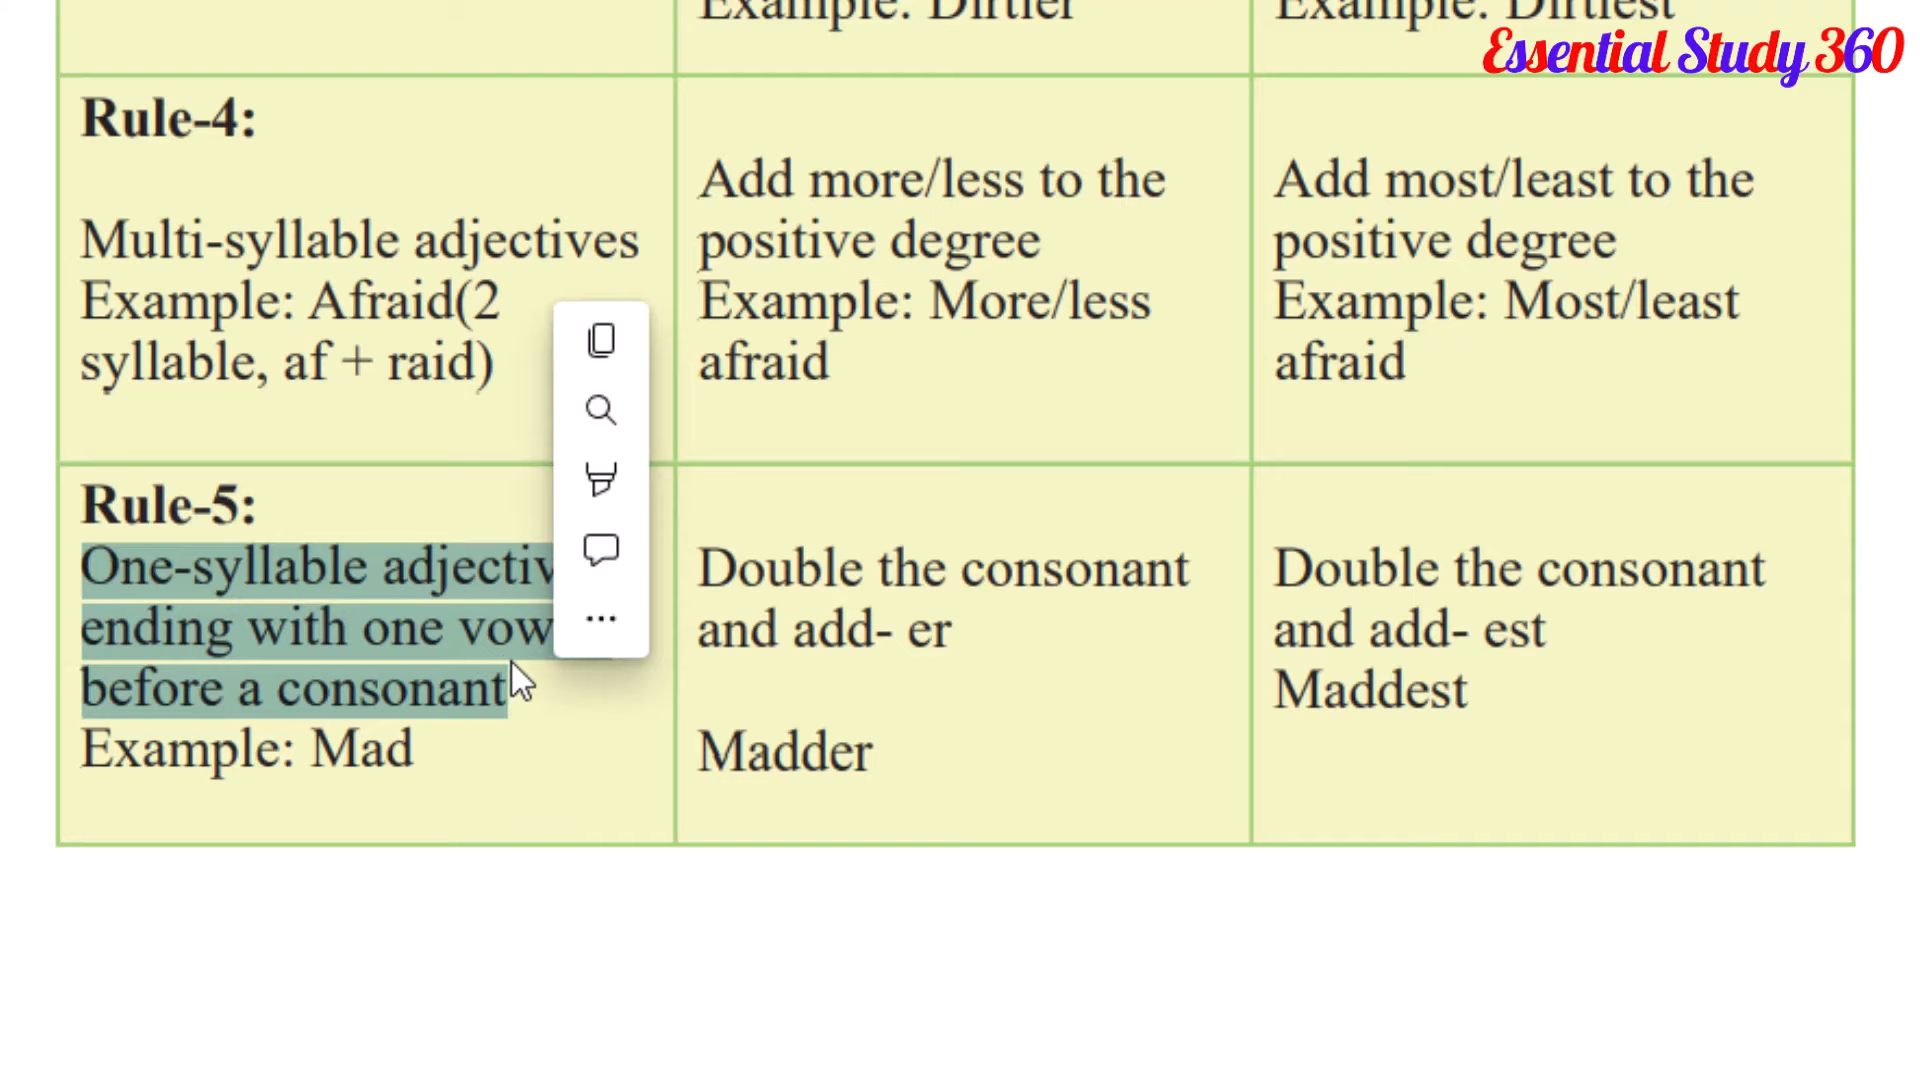 Example: Dirtier
Example: Dirtiest
Essential Study 360
Rule-4:
Multi-syllable adjectives
Example: Afraid(2
syllable, af + raid)
Add more/less to the
positive degree
Example: More/less
afraid
Add most/least to the
positive degree
Example: Most/least
afraid
Rule-5:
One-syllable
ending with one
before a consonant
Example: Mad
Double the consonant
and add- er
Madder
Double the consonant
and add- est
Maddest